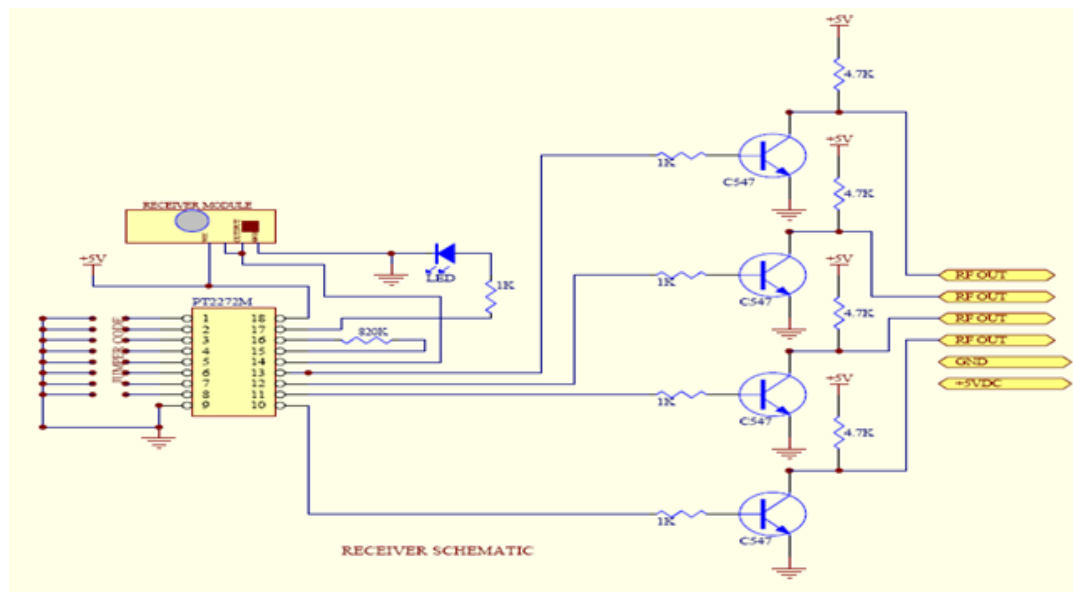 +5V
4.7K
+5V
1K
C547
4.7K
RECEIVER MODULE
+5V
+5V
LED
1K
1K
C547
RF OUT
RF OUT
4.7K
RF OUT
RF OUT
GND
+5VDC
PT2272M
JUMPER CODE
820K
1 18
2 17
3 16
4 15
5 14
6 13
7 12
8 11
9 10
+5V
1K
C547
4.7K
1K
C547
RECEIVER SCHEMATIC